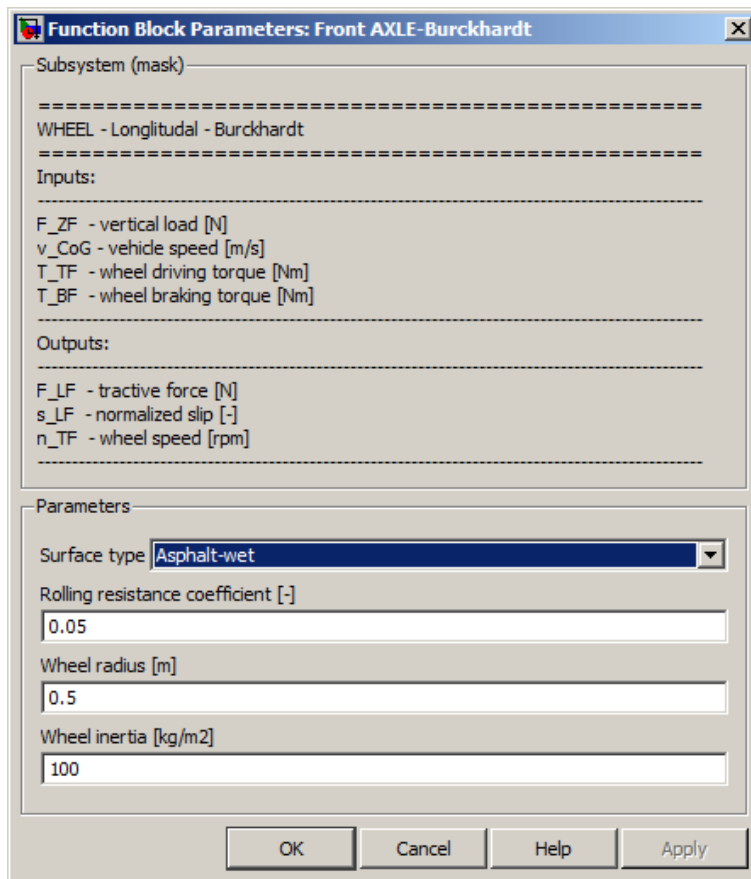 Function Block Parameters: Front AXLE-Burckhardt
Subsystem (mask)
==================================================
WHEEL - Longlitudal - Burckhardt
==================================================
Inputs:
--------------------------------------------------------------------------------------------------
F_ZF - vertical load [N]
v_CoG - vehicle speed [m/s]
T_TF - wheel driving torque [Nm]
T_BF - wheel braking torque [Nm]
--------------------------------------------------------------------------------------------------
Outputs:
--------------------------------------------------------------------------------------------------
F_LF - tractive force [N]
s_LF - normalized slip [-]
n_TF - wheel speed [rpm]
--------------------------------------------------------------------------------------------------
Parameters
Surface type Asphalt-wet
Rolling resistance coefficient [-]
0.05
Wheel radius [m]
0.5
Wheel inertia [kg/m2]
100
OK Cancel Help Apply